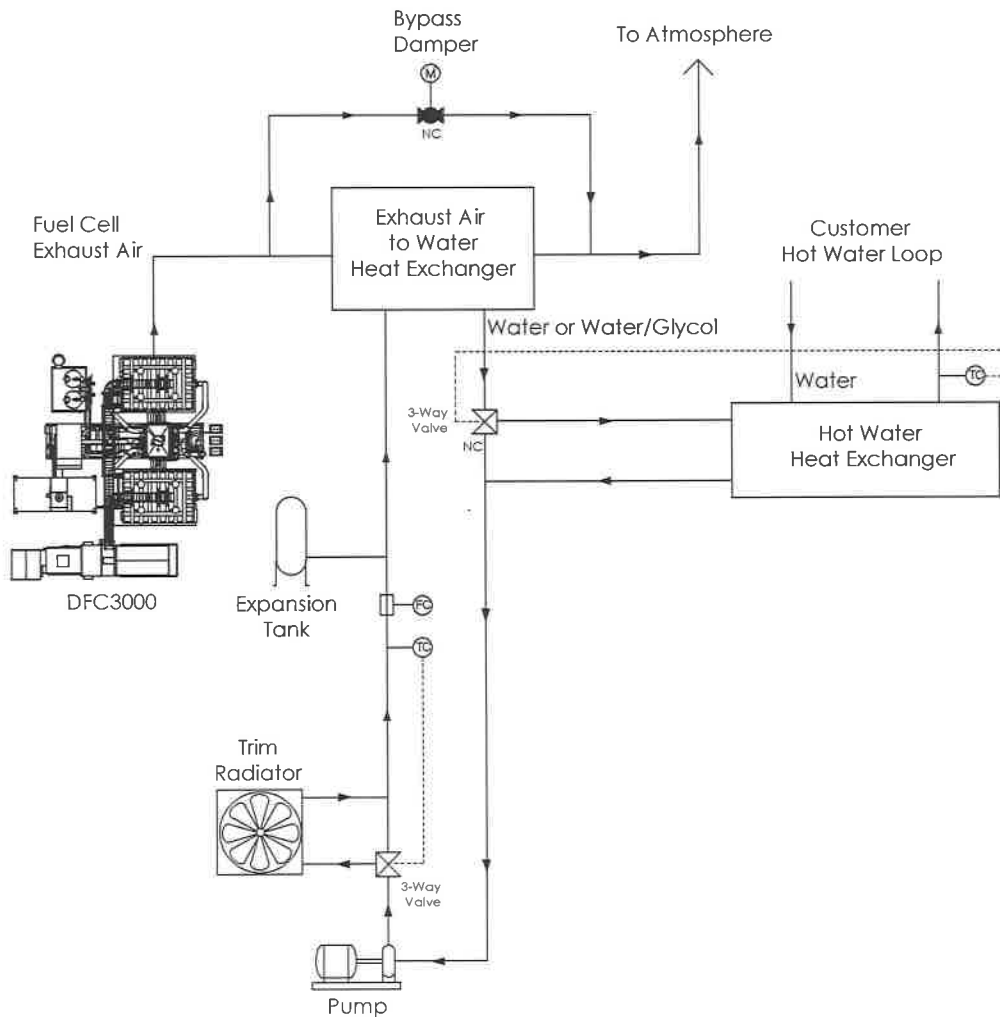 Bypass
Damper
To Atmosphere
M
NC
Fuel Cell
Exhaust Air
Exhaust Air
to Water
Heat Exchanger
Customer
Hot Water Loop
Water or Water/Glycol
Water
TC
3-Way
Valve
NC
Hot Water
Heat Exchanger
DFC3000
Expansion
Tank
FC
TC
Trim
Radiator
3-Way
Valve
Pump